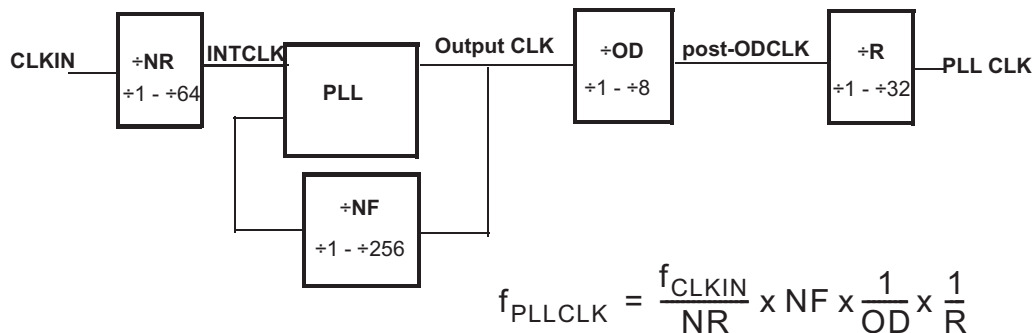 CLKIN
÷NR
÷1 - ÷64
INTCLK
PLL
Output CLK
÷OD
÷1 - ÷8
post-ODCLK
÷R
÷1 - ÷32
PLL CLK
÷NF
÷1 - ÷256
f_PLLCLK = f_CLKIN/NR x NF x 1/OD x 1/R